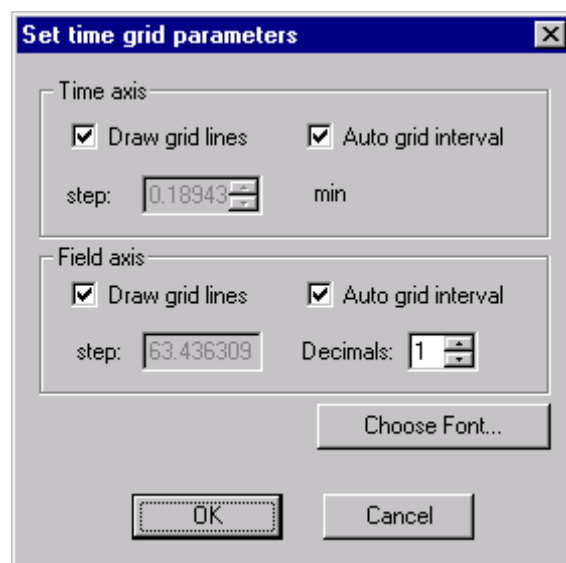 Set time grid parameters
Time axis
Draw grid lines Auto grid interval
step: 0.18943 min
Field axis
Draw grid lines Auto grid interval
step: 63.436309 Decimals: 1
Choose Font...
OK Cancel